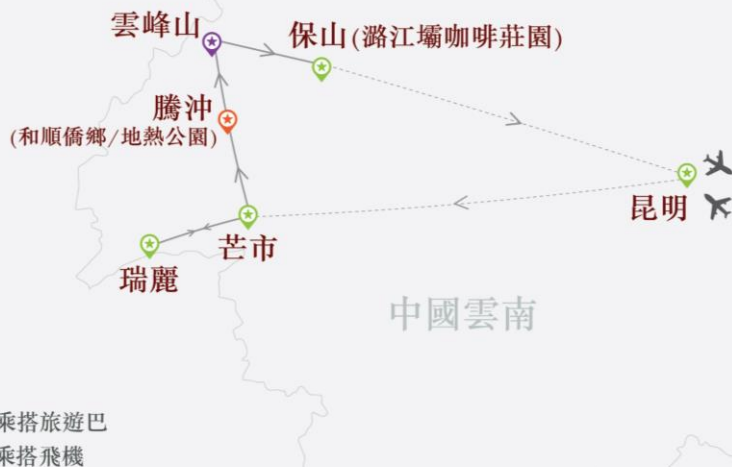 雲峰山
保山(潞江壩咖啡莊園)
騰沖
(和順僑鄉/地熱公園)
昆明
芒市
瑞麗
中國雲南
乘搭旅遊巴
乘搭飛機